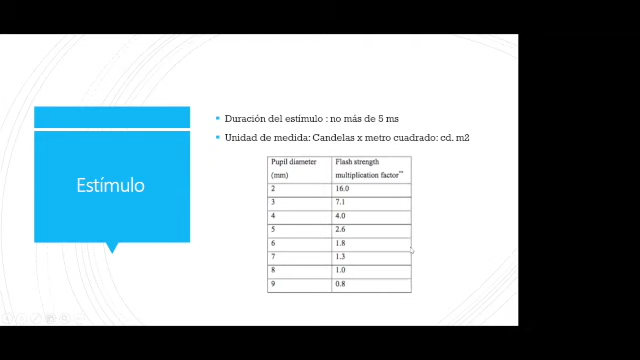 Estímulo
Duración del estímulo : no más de 5 ms
Unidad de medida: Candelas x metro cuadrado: cd. m2
Pupil diameter (mm) Flash strength multiplication factor**
2 16.0
3 7.1
4 4.0
5 2.6
6 1.8
7 1.3
8 1.0
9 0.8